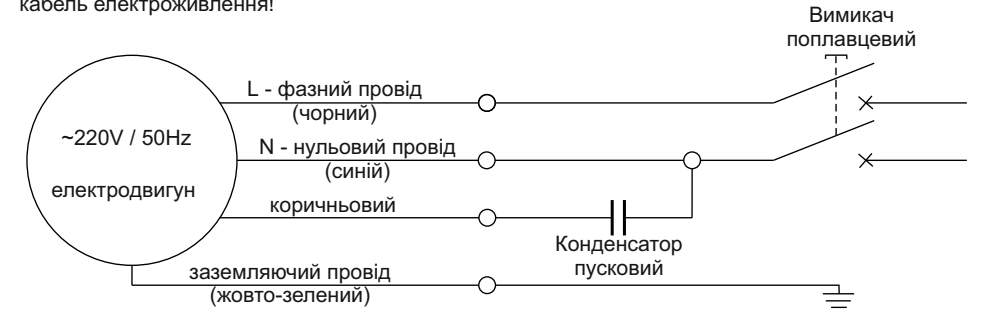 кабель електроживлення!
Вимикач
поплавцевий
L - фазний провід
(чорний)
~220V / 50Hz
N - нульовий провід
(синій)
електродвигун
коричньовий
Конденсатор
пусковий
заземляючий провід
(жовто-зелений)